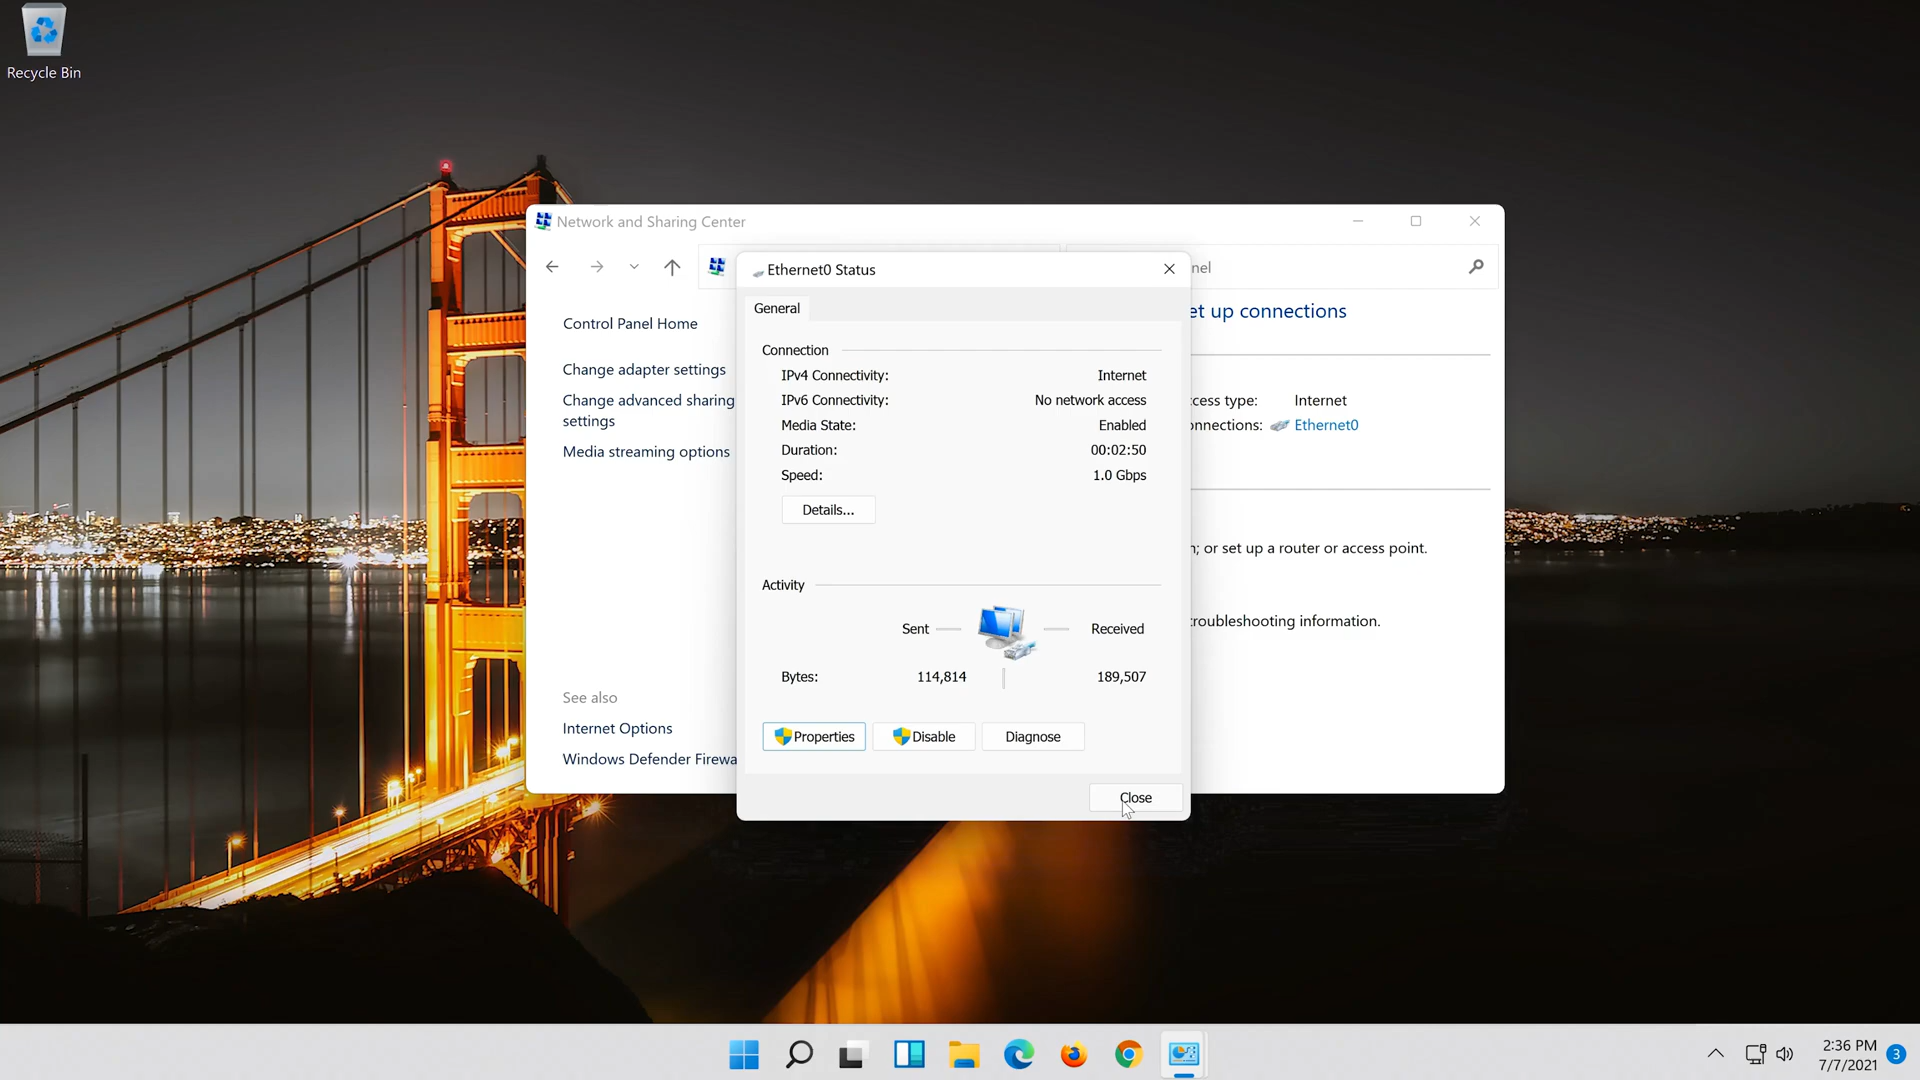 Recycle Bin
Network and Sharing Center
Ethernet0 Status
nel
General
Control Panel Home
Change adapter settings
Change advanced sharing
settings
Media streaming options
See also
Internet Options
Windows Defender Firewa
Connection
IPv4 Connectivity: Internet
IPv6 Connectivity: No network access
Media State: Enabled
Duration: 00:02:50
Speed: 1.0 Gbps
Details...
Activity
Sent Received
Bytes: 114,814 189,507
Properties Disable Diagnose
Close
et up connections
cess type: Internet
onnections: Ethernet0
n; or set up a router or access point.
troubleshooting information.
2:36 PM
7/7/2021
3